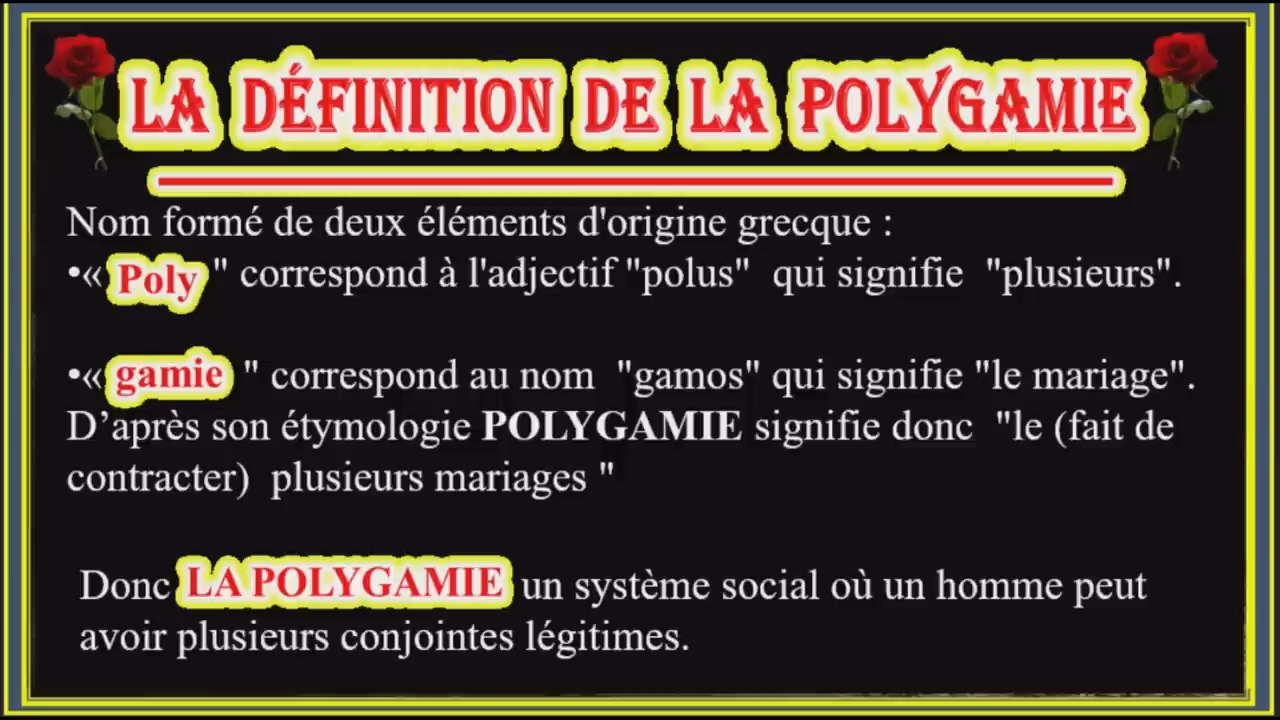 LA DÉFINITION DE LA POLYGAMIE
Nom formé de deux éléments d'origine grecque :
•« Poly " correspond à l'adjectif "polus" qui signifie "plusieurs".
•« gamie " correspond au nom "gamos" qui signifie "le mariage".
D’après son étymologie POLYGAMIE signifie donc "le (fait de
contracter) plusieurs mariages "
Donc LA POLYGAMIE un système social où un homme peut
avoir plusieurs conjointes légitimes.